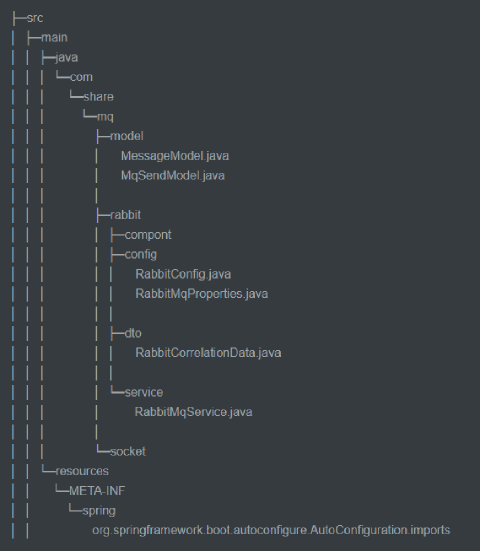 ├─src
│ ├─main
│ │ ├─java
│ │ │ └─com
│ │ │ └─share
│ │ │ └─mq
│ │ │ ├─model
│ │ │ │ MessageModel.java
│ │ │ │ MqSendModel.java
│ │ │ │
│ │ │ ├─rabbit
│ │ │ │ ├─compont
│ │ │ │ ├─config
│ │ │ │ │ RabbitConfig.java
│ │ │ │ │ RabbitMqProperties.java
│ │ │ │ │
│ │ │ │ ├─dto
│ │ │ │ │ RabbitCorrelationData.java
│ │ │ │ │
│ │ │ │ └─service
│ │ │ │ RabbitMqService.java
│ │ │ │
│ │ │ └─socket
│ │ └─resources
│ │ └─META-INF
│ │ └─spring
│ │ org.springframework.boot.autoconfigure.AutoConfiguration.imports